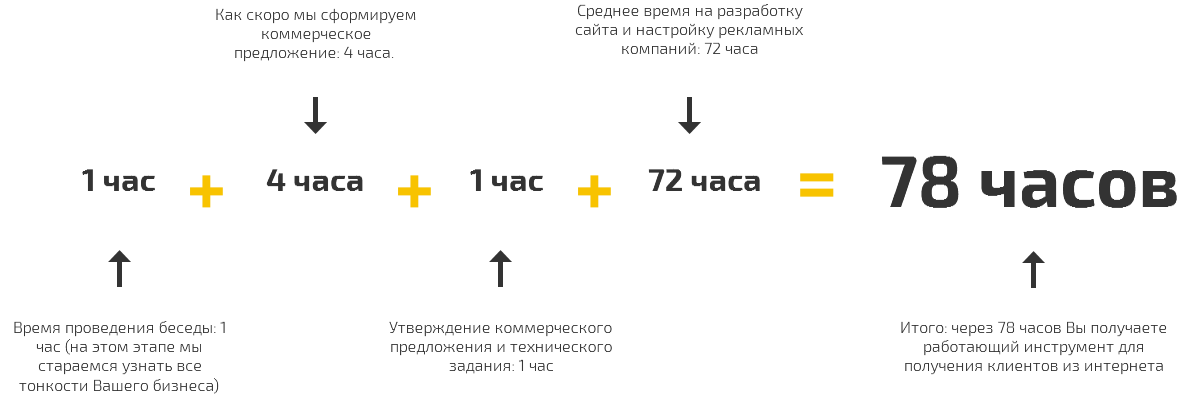 Как скоро мы сформируем
коммерческое
предложение: 4 часа.
Среднее время на разработку
сайта и настройку рекламных
компаний: 72 часа
1 час + 4 часа + 1 час + 72 часа = 78 часов
Время проведения беседы: 1
час (на этом этапе мы
стараемся узнать все
тонкости Вашего бизнеса)
Утверждение коммерческого
предложения и технического
задания: 1 час
Итого: через 78 часов Вы получаете
работающий инструмент для
получения клиентов из интернета